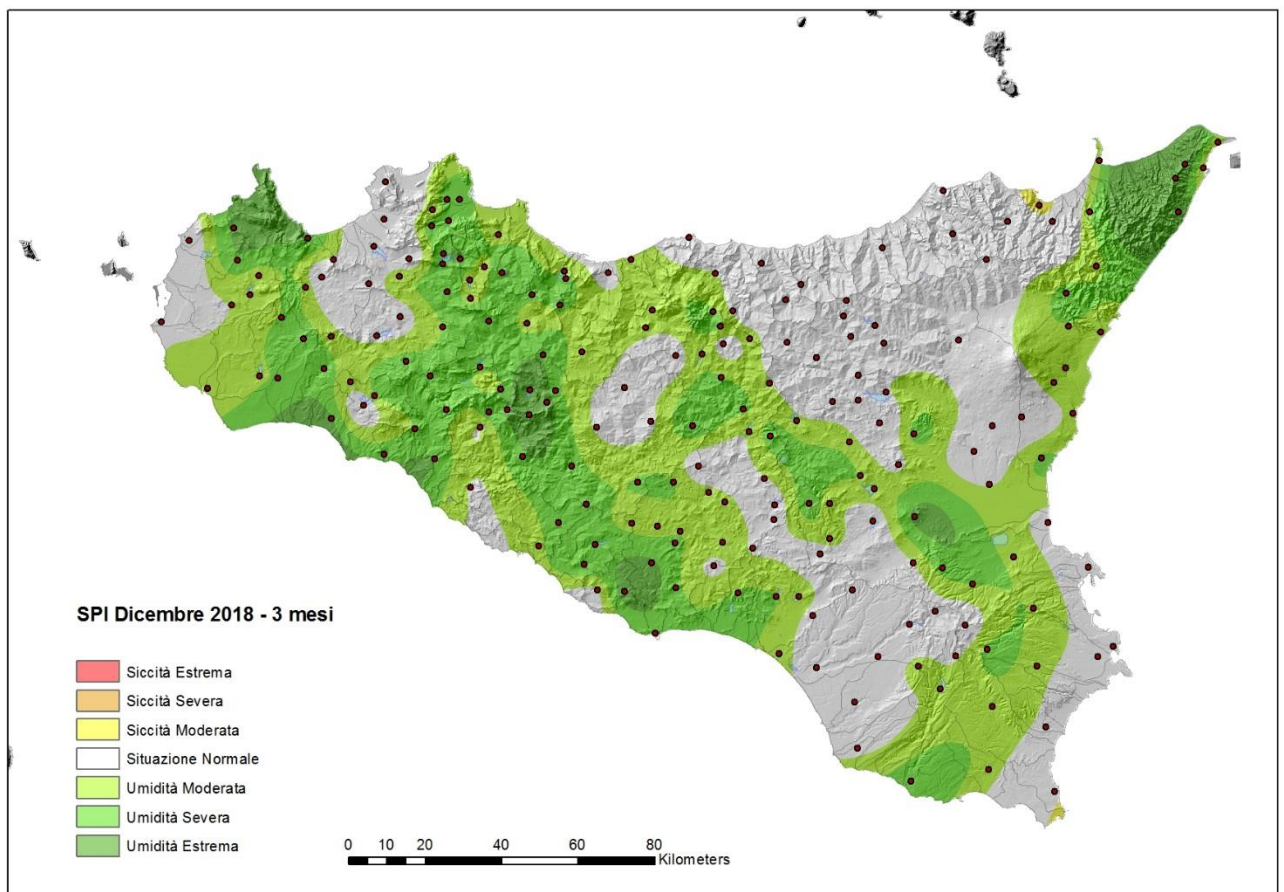 SPI Dicembre 2018 - 3 mesi
Siccità Estrema
Siccità Severa
Siccità Moderata
Situazione Normale
Umidità Moderata
Umidità Severa
Umidità Estrema
0 10 20 40 60 80
Kilometers